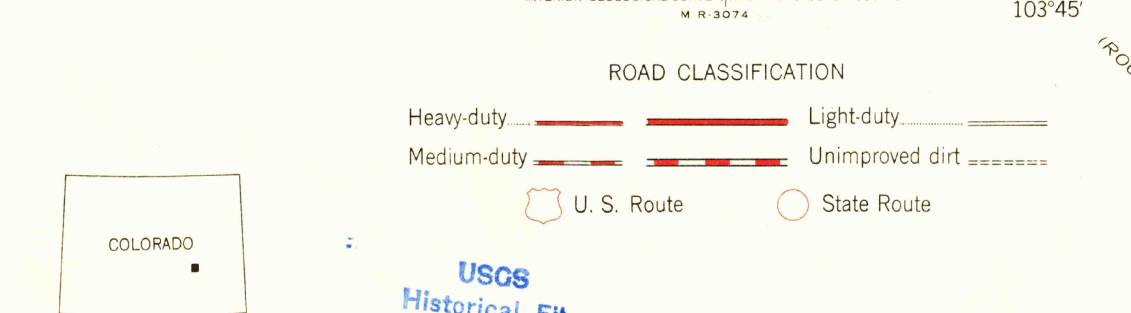 M R-3074
103°45′
ROAD CLASSIFICATION
Heavy-duty
Light-duty
Medium-duty
Unimproved dirt
U. S. Route
State Route
COLORADO
USGS
Historical